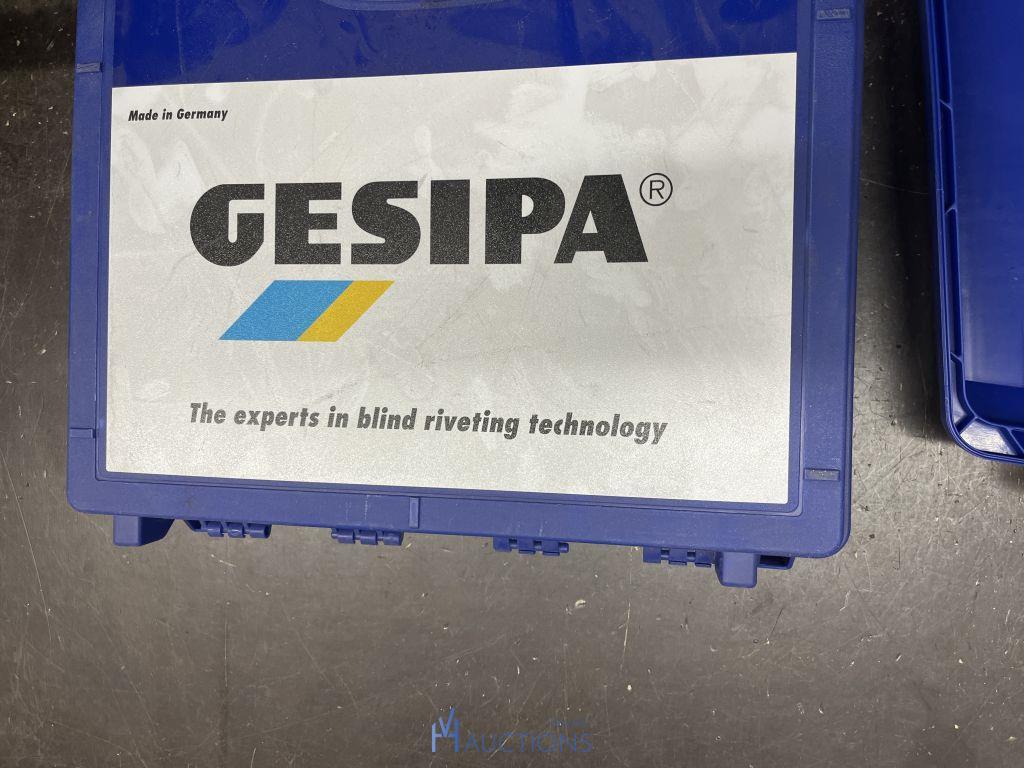 Made in Germany
GESIPA®
The experts in blind riveting technology
AUCTIONS